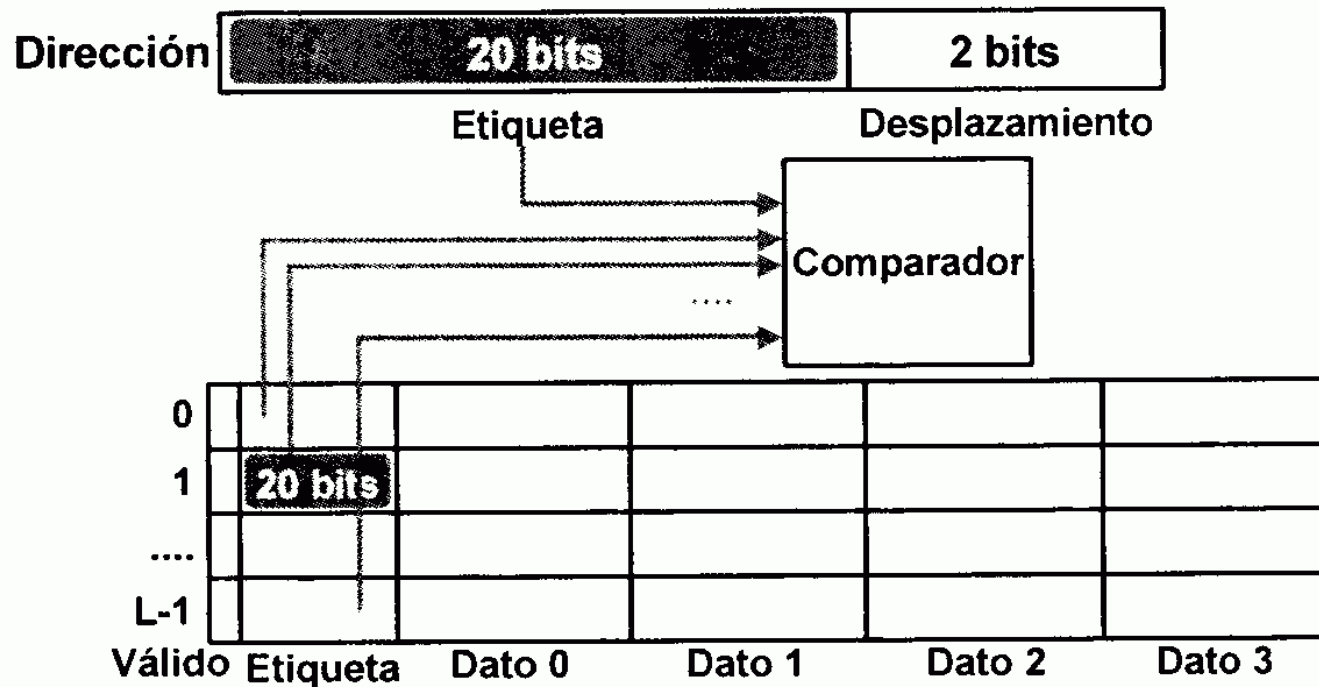 Dirección 20 bits 2 bits
Etiqueta Desplazamiento
Comparador
....
0
1 20 bits
....
L-1
Válido Etiqueta Dato 0 Dato 1 Dato 2 Dato 3